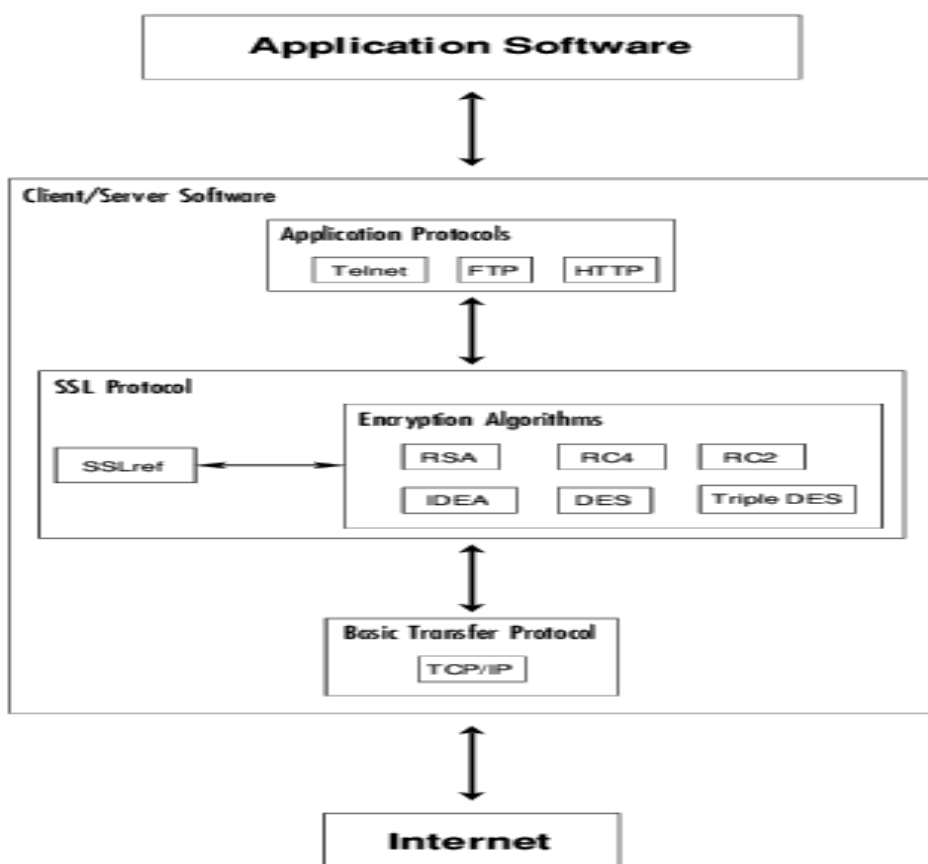 Application Software
Client/Server Software
Application Protocols
Telnet FTP HTTP
SSL Protocol
Encryption Algorithms
SSLref
RSA RC4 RC2
IDEA DES Triple DES
Basic Transfer Protocol
TCP/IP
Internet